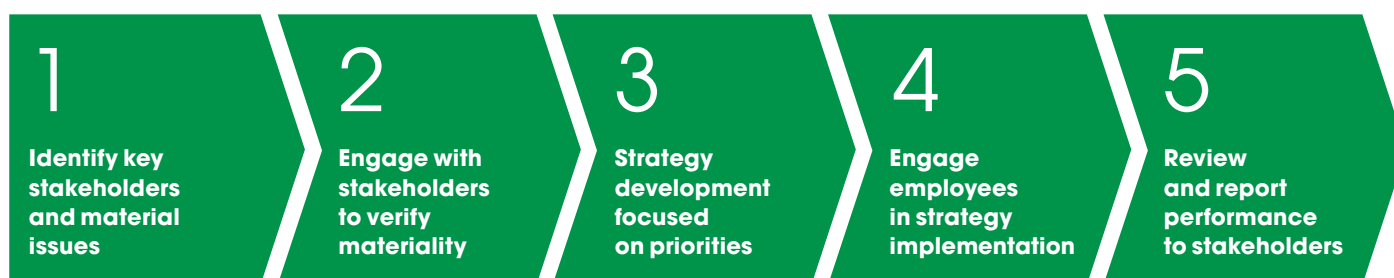 1
Identify key
stakeholders
and material
issues
2
Engage with
stakeholders
to verify
materiality
3
Strategy
development
focused
on priorities
4
Engage
employees
in strategy
implementation
5
Review
and report
performance
to stakeholders